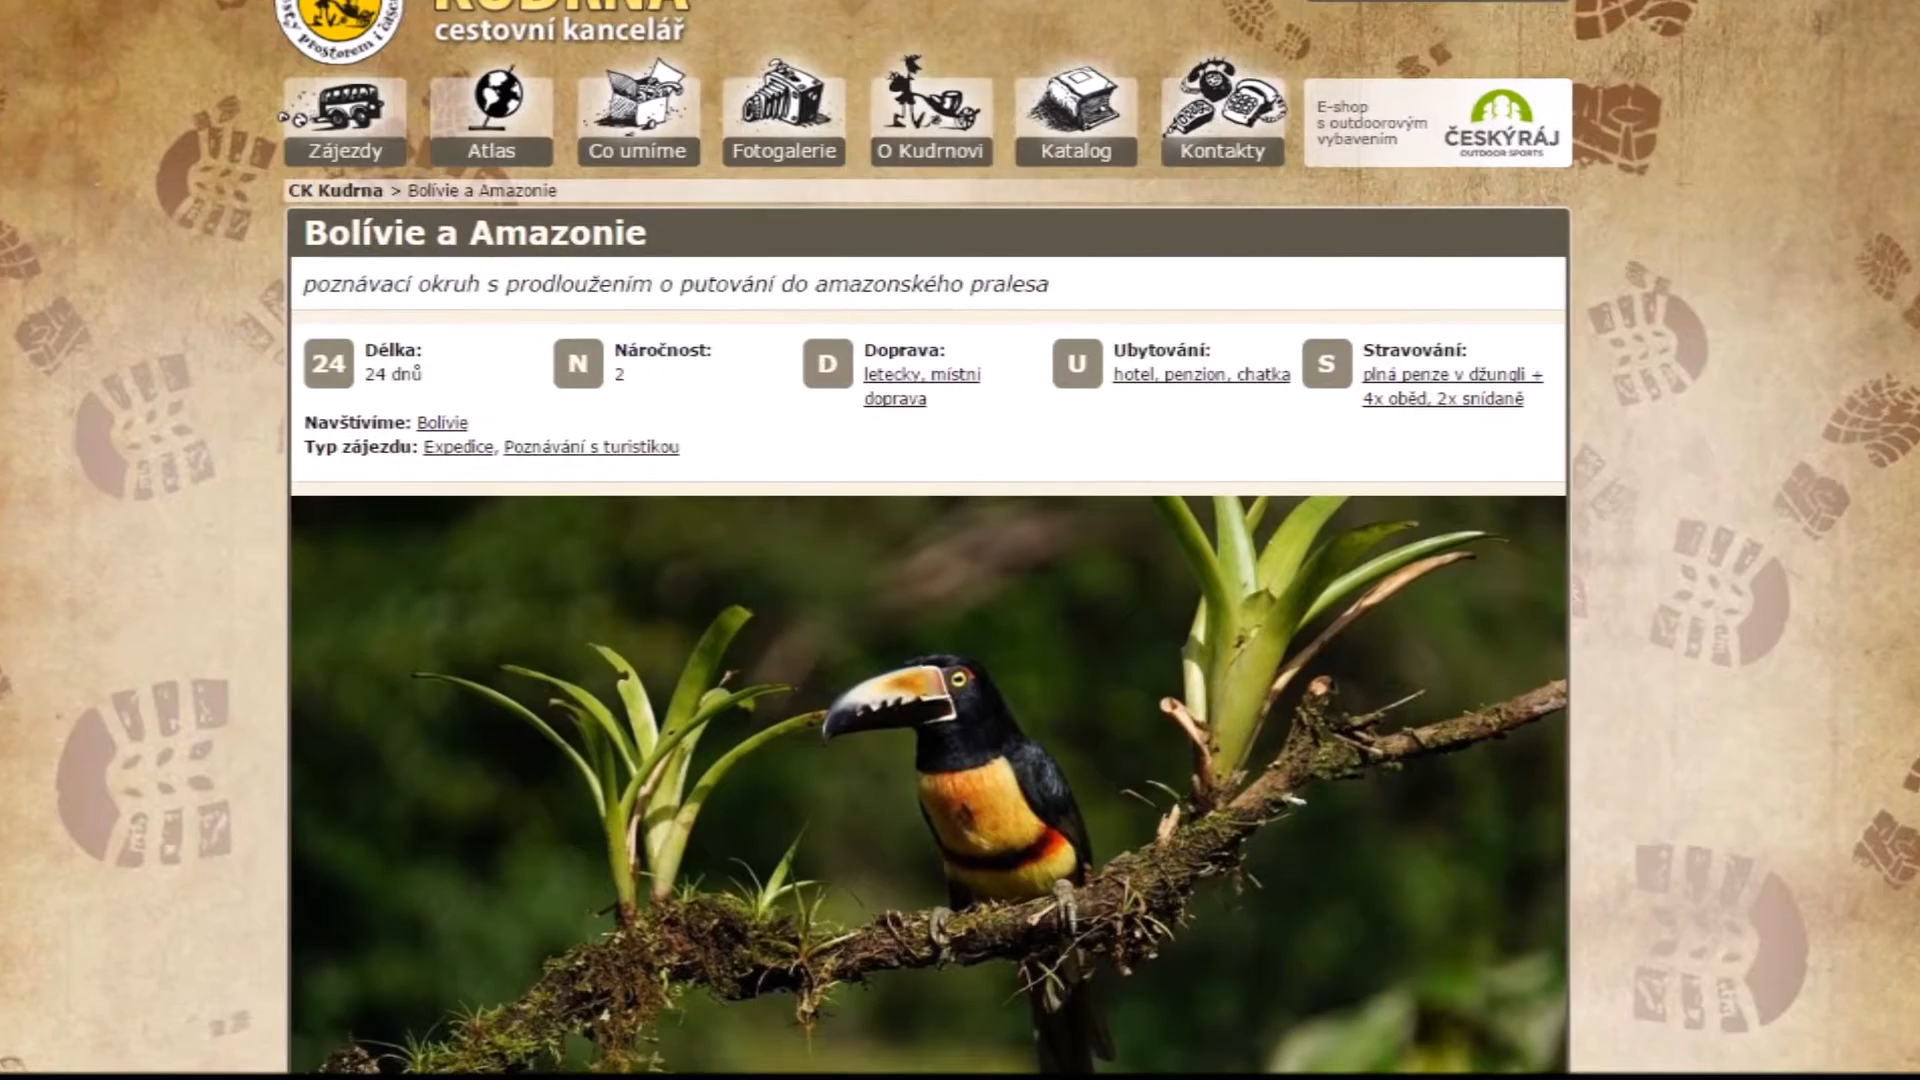 KUDRNA
cestovní kancelář
prostorem i časem
Zájezdy
Atlas
Co umíme
Fotogalerie
O Kudrnovi
Katalog
Kontakty
E-shop
s outdoorovým
vybavením
ČESKÝ RÁJ
OUTDOOR SPORTS
CK Kudrna > Bolívie a Amazonie
Bolívie a Amazonie
poznávací okruh s prodloužením o putování do amazonského pralesa
24
Délka:
24 dnů
N
Náročnost:
2
D
Doprava:
letecky, místní
doprava
U
Ubytování:
hotel, penzion, chatka
S
Stravování:
plná penze v džungli +
4x oběd, 2x snídaně
Navštívíme: Bolívie
Typ zájezdu: Expedice, Poznávání s turistikou